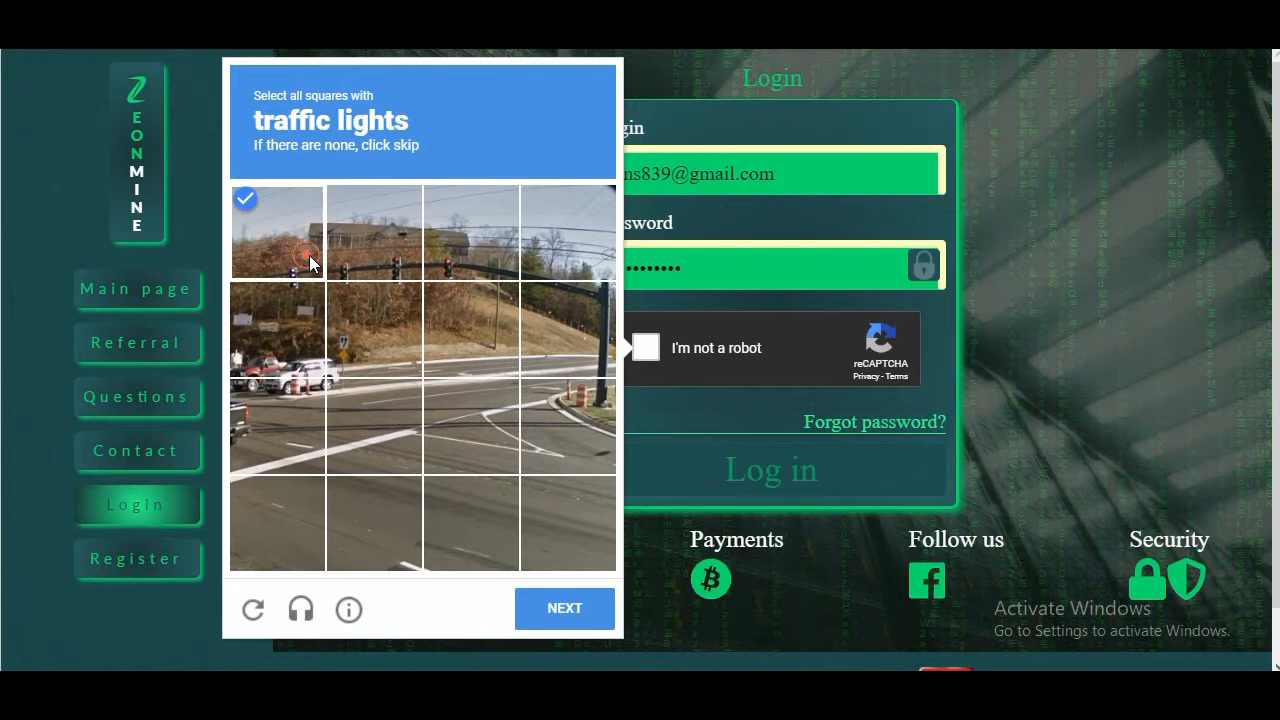 Z
EONMINE
Main page
Referral
Questions
Contact
Login
Register
Select all squares with
traffic lights
If there are none, click skip
NEXT
Login
gin
ns839@gmail.com
sword
I'm not a robot
reCAPTCHA
Privacy - Terms
Forgot password?
Log in
Payments
Follow us
Security
Activate Windows
Go to Settings to activate Windows.